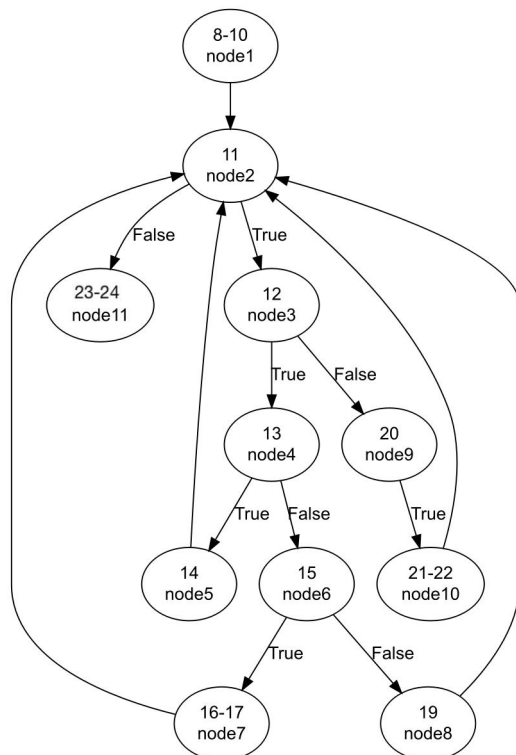 8-10
node1
11
node2
False
True
23-24
node11
12
node3
True
False
13
node4
20
node9
True
False
True
14
node5
15
node6
21-22
node10
True
False
16-17
node7
19
node8